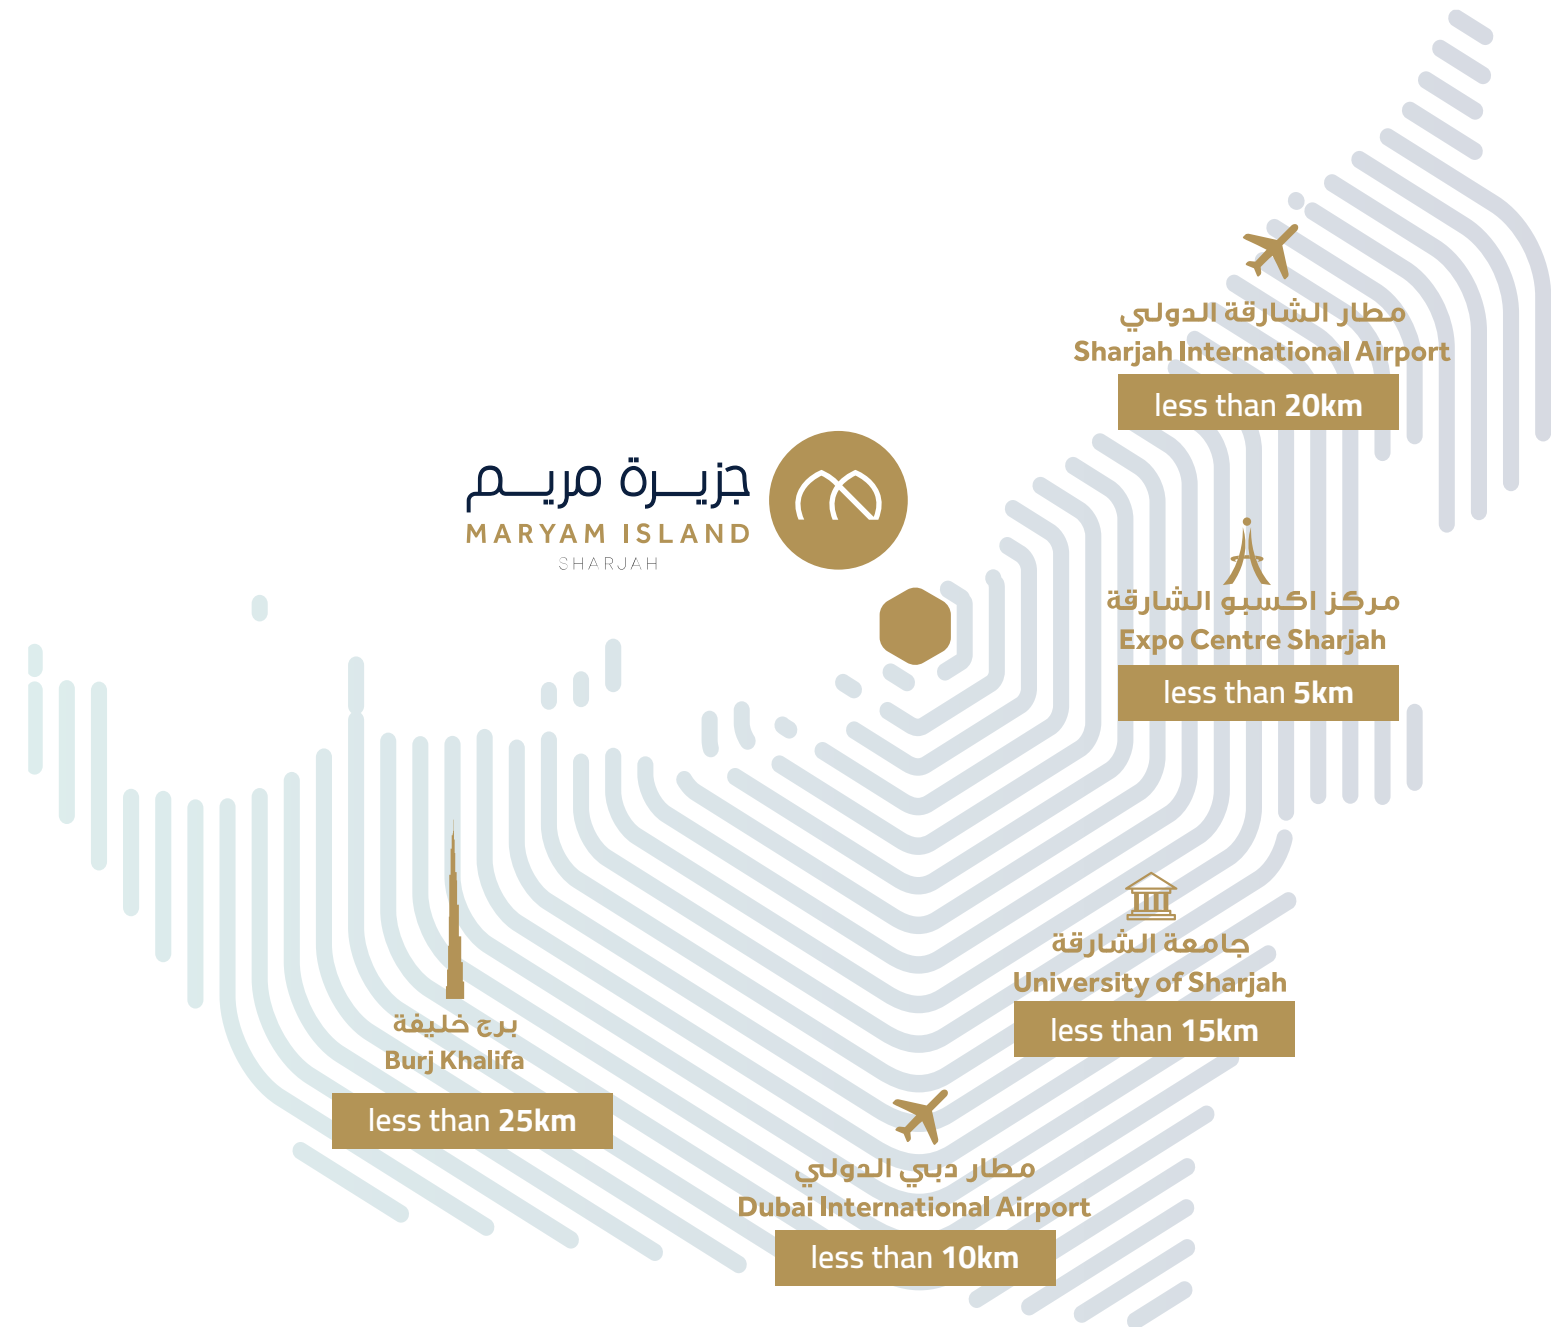 مطار الشارقة الدولي
Sharjah International Airport
less than 20km
جزيرة مريم
MARYAM ISLAND
SHARJAH
مركز اكسبو الشارقة
Expo Centre Sharjah
less than 5km
جامعة الشارقة
University of Sharjah
less than 15km
برج خليفة
Burj Khalifa
less than 25km
مطار دبي الدولي
Dubai International Airport
less than 10km